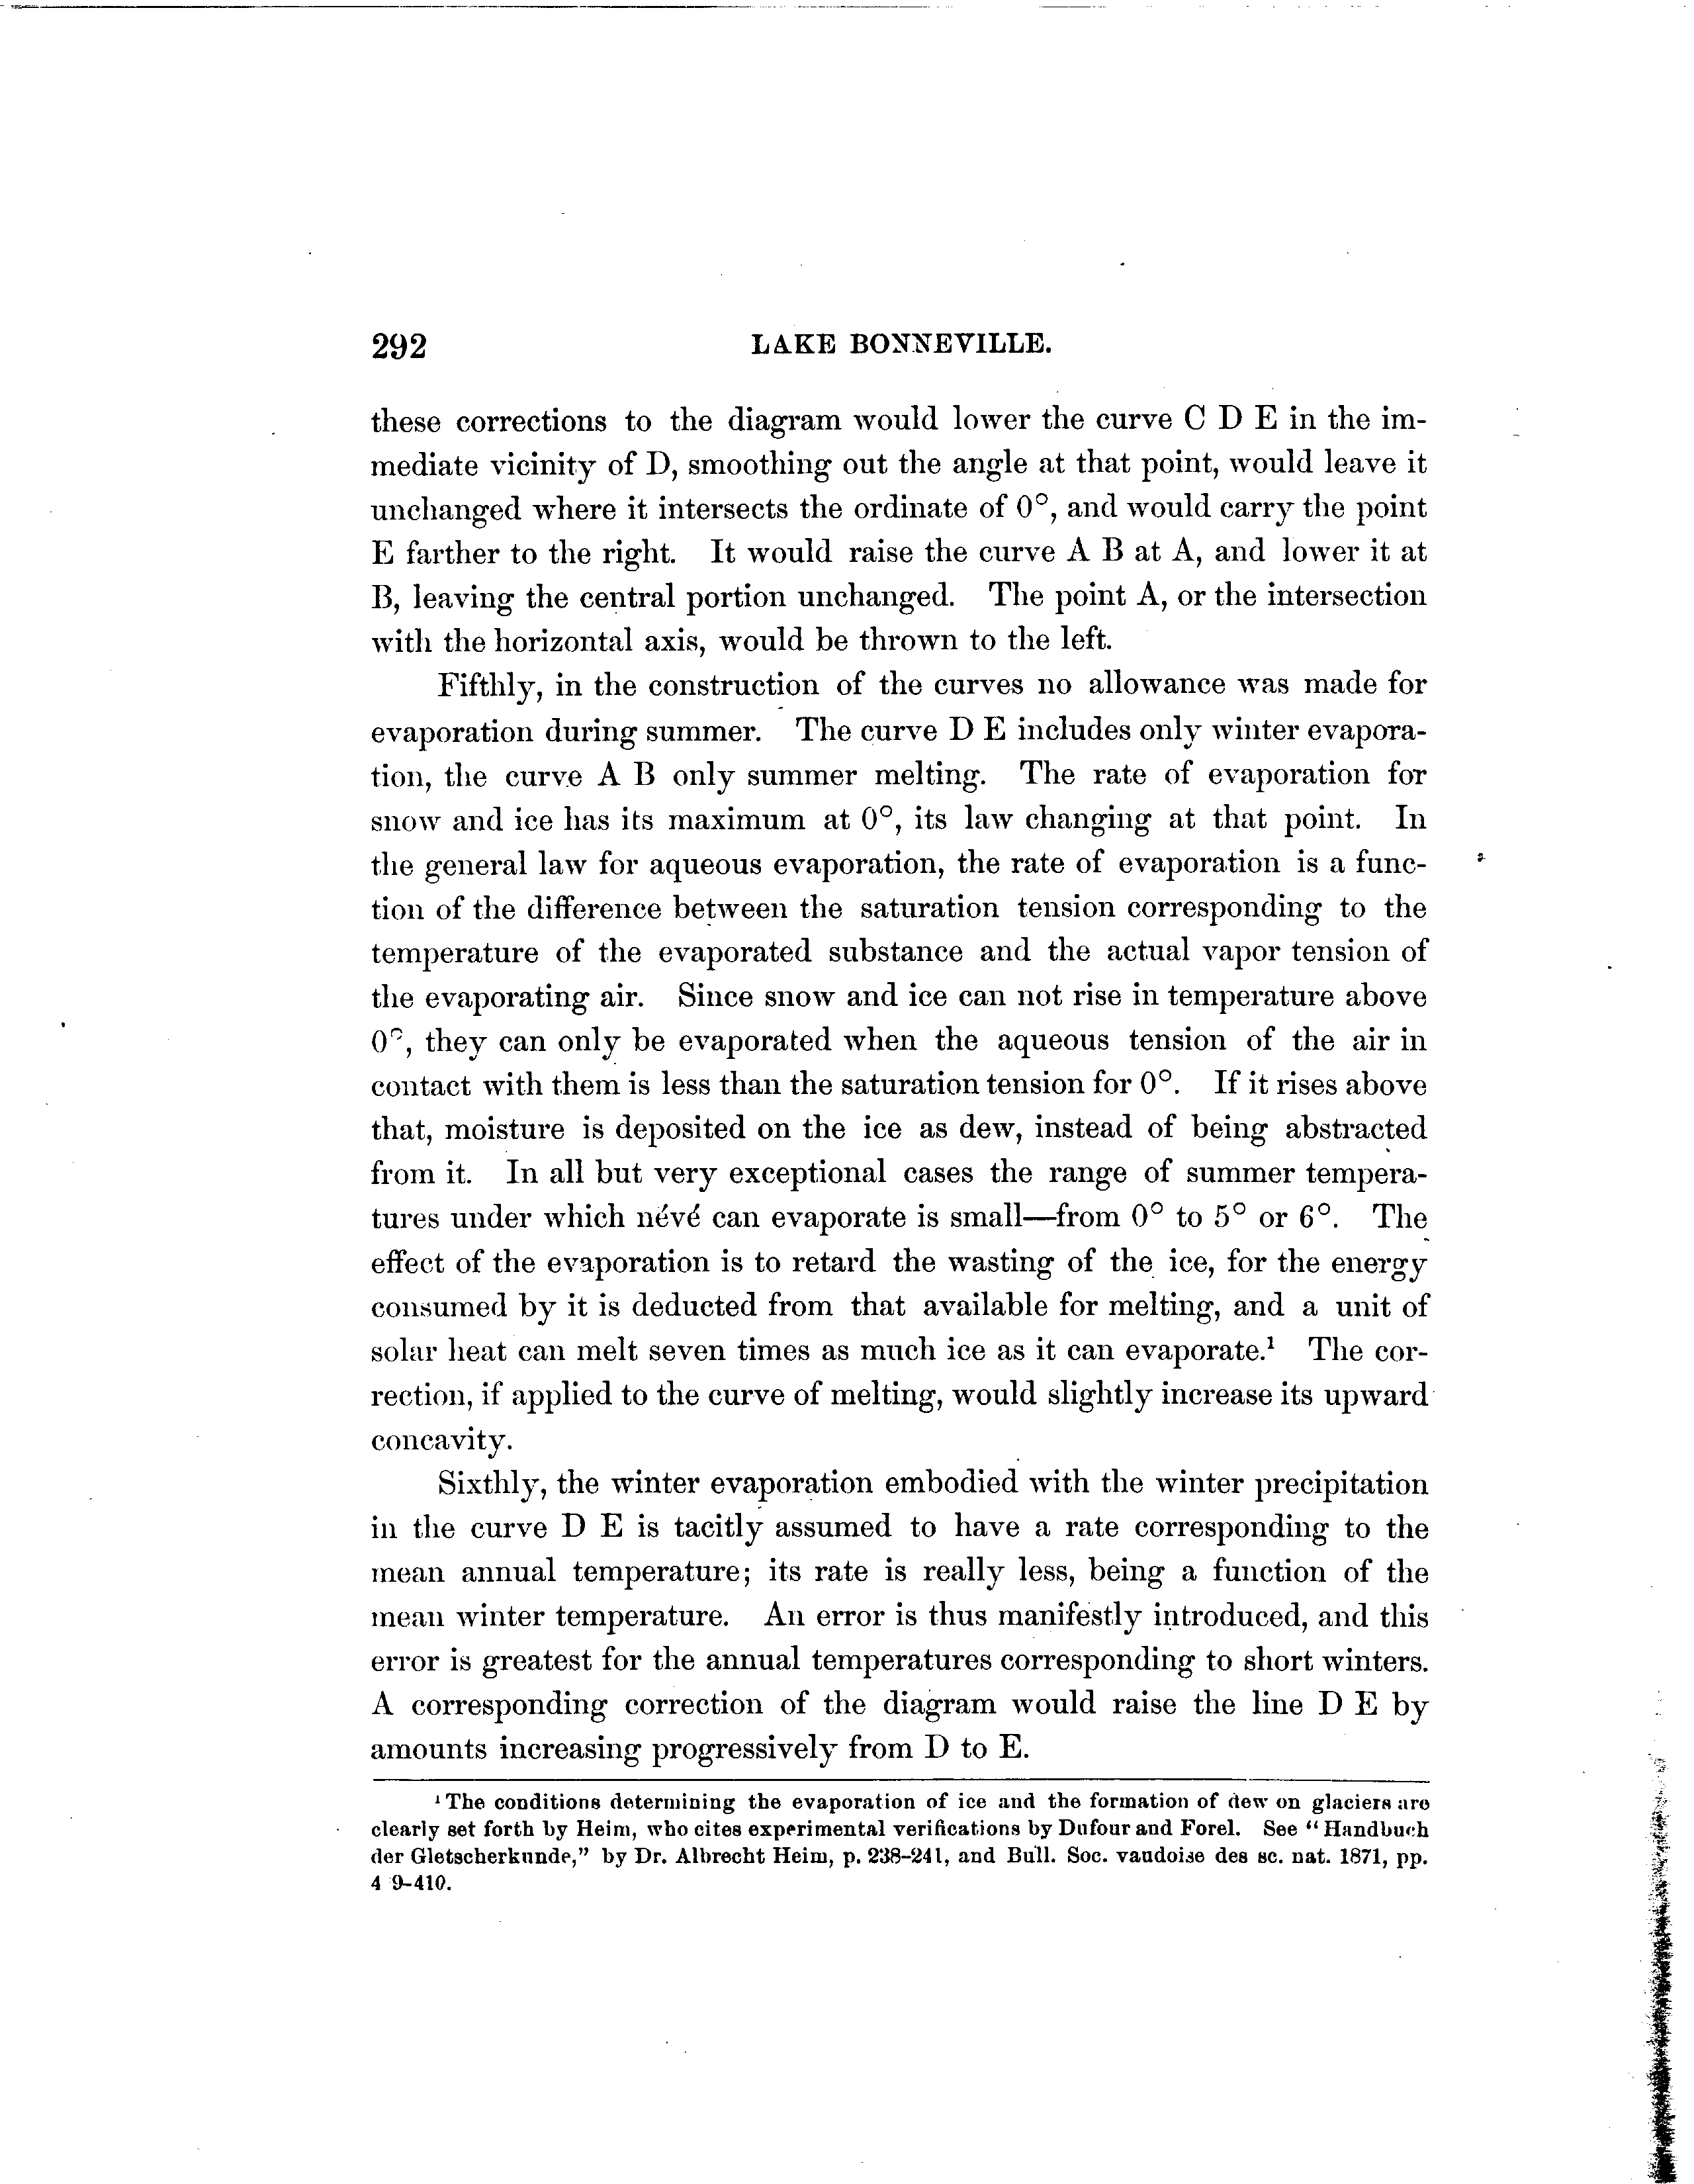 292 LAKE BONNEVILLE.
these corrections to the diagram would lower the curve C D E in the im-
mediate vicinity of D, smoothing out the angle at that point, would leave it
unchanged where it intersects the ordinate of 0°, and would carry the point
E farther to the right. It would raise the curve A B at A, and lower it at
B, leaving the central portion unchanged. The point A, or the intersection
with the horizontal axis, would be thrown to the left.
Fifthly, in the construction of the curves no allowance was made for
evaporation during summer. The curve D E includes only winter evapora-
tion, the curve A B only summer melting. The rate of evaporation for
snow and ice has its maximum at 0°, its law changing at that point. In
the general law for aqueous evaporation, the rate of evaporation is a func-
tion of the difference between the saturation tension corresponding to the
temperature of the evaporated substance and the actual vapor tension of
the evaporating air. Since snow and ice can not rise in temperature above
0°, they can only be evaporated when the aqueous tension of the air in
contact with them is less than the saturation tension for 0°. If it rises above
that, moisture is deposited on the ice as dew, instead of being abstracted
from it. In all but very exceptional cases the range of summer tempera-
tures under which névé can evaporate is small—from 0° to 5° or 6°. The
effect of the evaporation is to retard the wasting of the ice, for the energy
consumed by it is deducted from that available for melting, and a unit of
solar heat can melt seven times as much ice as it can evaporate.¹ The cor-
rection, if applied to the curve of melting, would slightly increase its upward
concavity.
Sixthly, the winter evaporation embodied with the winter precipitation
in the curve D E is tacitly assumed to have a rate corresponding to the
mean annual temperature; its rate is really less, being a function of the
mean winter temperature. An error is thus manifestly introduced, and this
error is greatest for the annual temperatures corresponding to short winters.
A corresponding correction of the diagram would raise the line D E by
amounts increasing progressively from D to E.
¹ The conditions determining the evaporation of ice and the formation of dew on glaciers are
clearly set forth by Heim, who cites experimental verifications by Dufour and Forel. See "Handbuch
der Gletscherkunde," by Dr. Albrecht Heim, p. 238–241, and Bull. Soc. vaudoise des sc. nat. 1871, pp.
4 9–410.